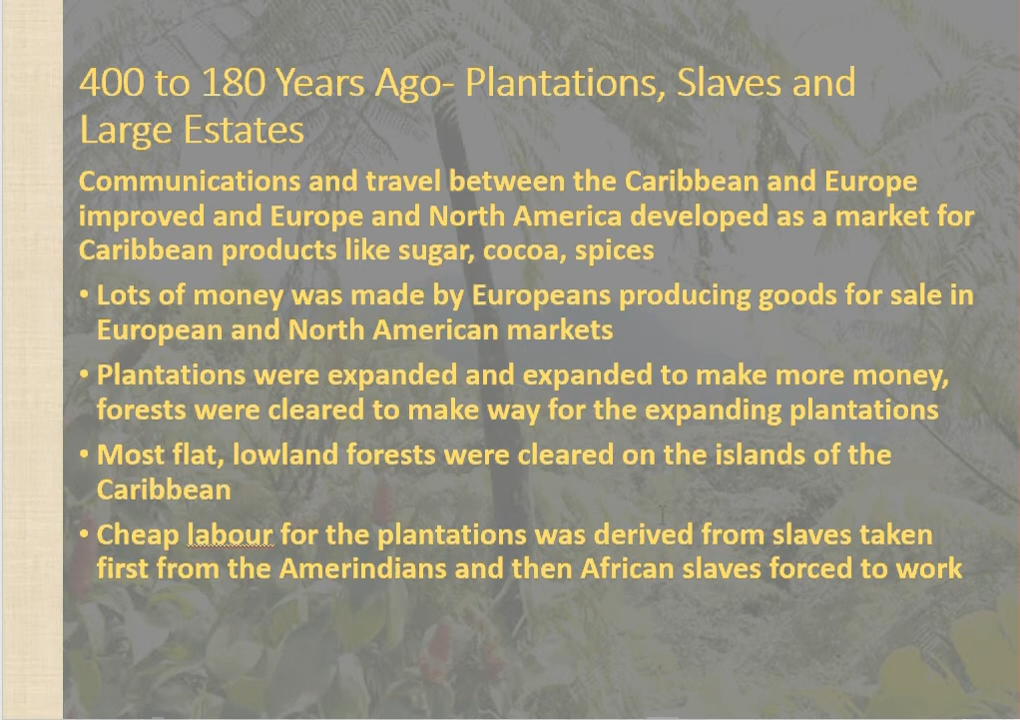 400 to 180 Years Ago- Plantations, Slaves and
Large Estates
Communications and travel between the Caribbean and Europe
improved and Europe and North America developed as a market for
Caribbean products like sugar, cocoa, spices
• Lots of money was made by Europeans producing goods for sale in
European and North American markets
• Plantations were expanded and expanded to make more money,
forests were cleared to make way for the expanding plantations
• Most flat, lowland forests were cleared on the islands of the
Caribbean
• Cheap labour for the plantations was derived from slaves taken
first from the Amerindians and then African slaves forced to work